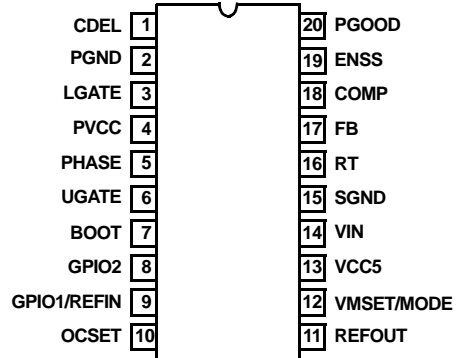 CDEL 1 20 PGOOD
PGND 2 19 ENSS
LGATE 3 18 COMP
PVCC 4 17 FB
PHASE 5 16 RT
UGATE 6 15 SGND
BOOT 7 14 VIN
GPIO2 8 13 VCC5
GPIO1/REFIN 9 12 VMSET/MODE
OCSET 10 11 REFOUT